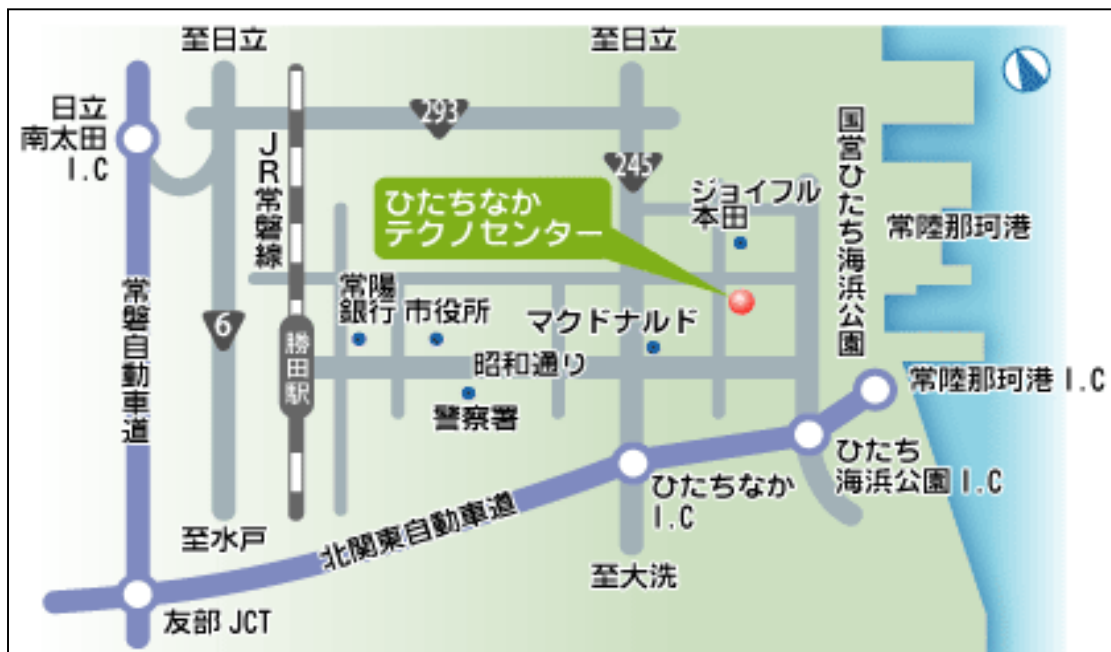 至日立
至日立
日立
南太田
I.C
293
JR常磐線
245
ジョイフル
本田
国営ひたち海浜公園
ひたちなか
テクノセンター
常陸那珂港
常磐自動車道
6
常陽
銀行
市役所
マクドナルド
勝田駅
昭和通り
常陸那珂港 I.C
警察署
ひたち
海浜公園 I.C
ひたちなか
I.C
至水戸
北関東自動車道
至大洗
友部 JCT